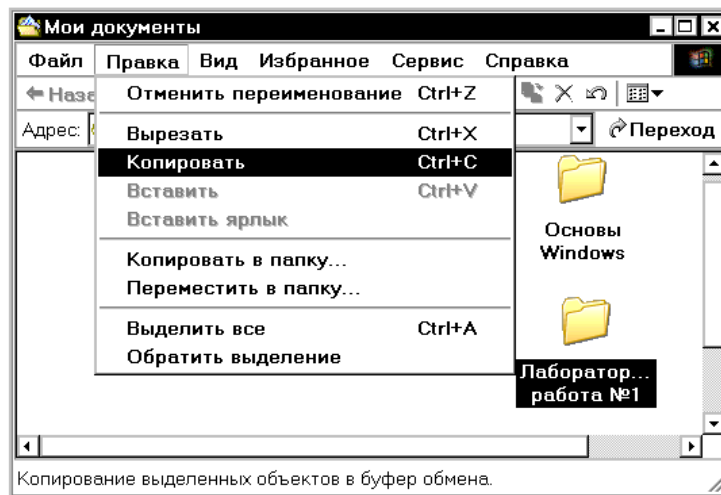 Мои документы
Файл Правка Вид Избранное Сервис Справка
Отменить переименование Ctrl+Z
Адрес:
Переход
Вырезать Ctrl+X
Копировать Ctrl+C
Вставить Ctrl+V
Вставить ярлык
Копировать в папку...
Переместить в папку...
Выделить все Ctrl+A
Обратить выделение
Основы
Windows
Лаборатор...
работа №1
Копирование выделенных объектов в буфер обмена.